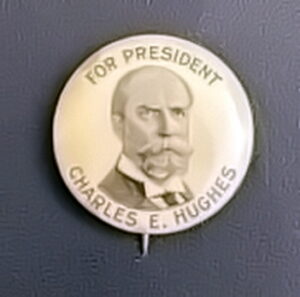 FOR PRESIDENT
CHARLES E. HUGHES